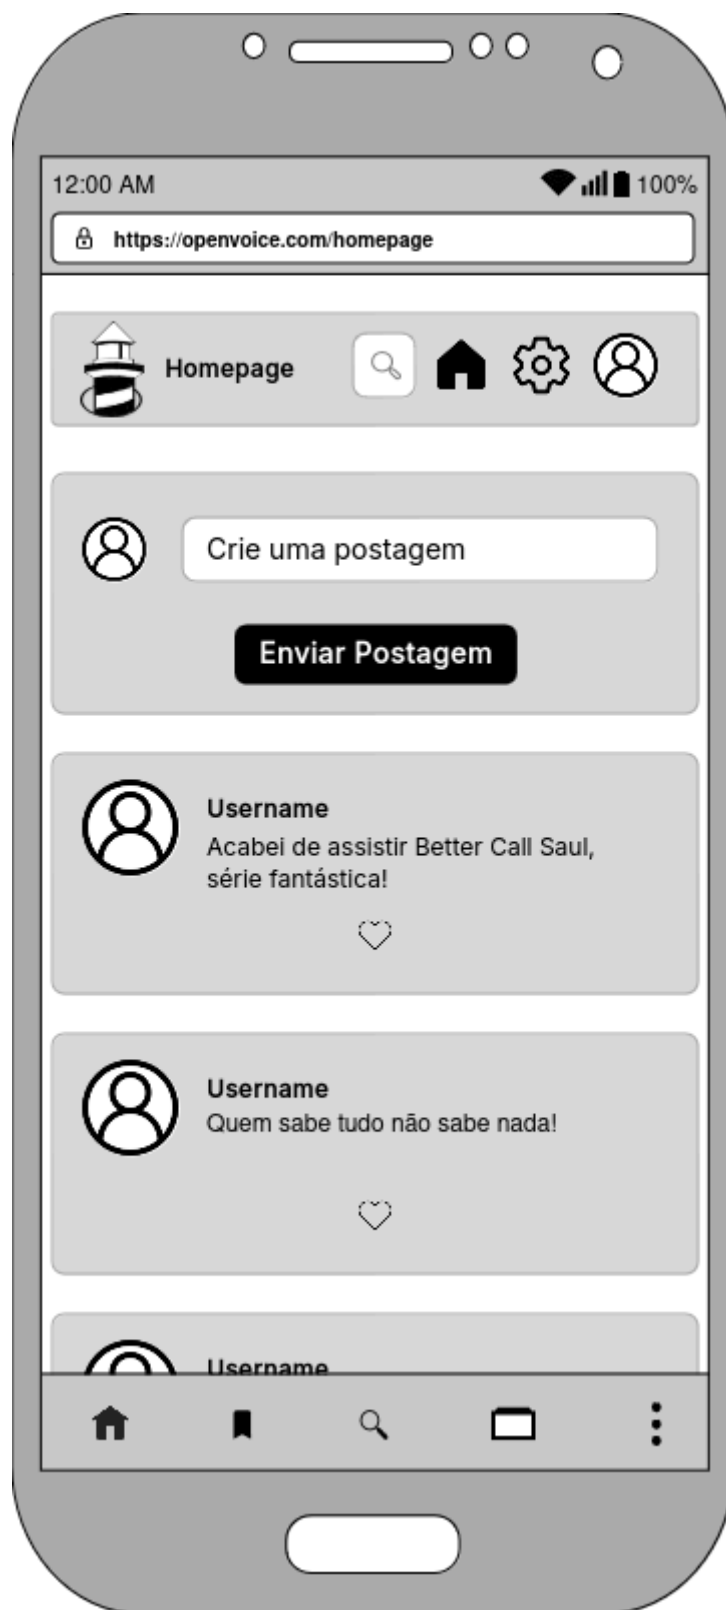 12:00 AM 100%
https://openvoice.com/homepage
Homepage
Crie uma postagem
Enviar Postagem
Username
Acabei de assistir Better Call Saul,
série fantástica!
Username
Quem sabe tudo não sabe nada!
Username